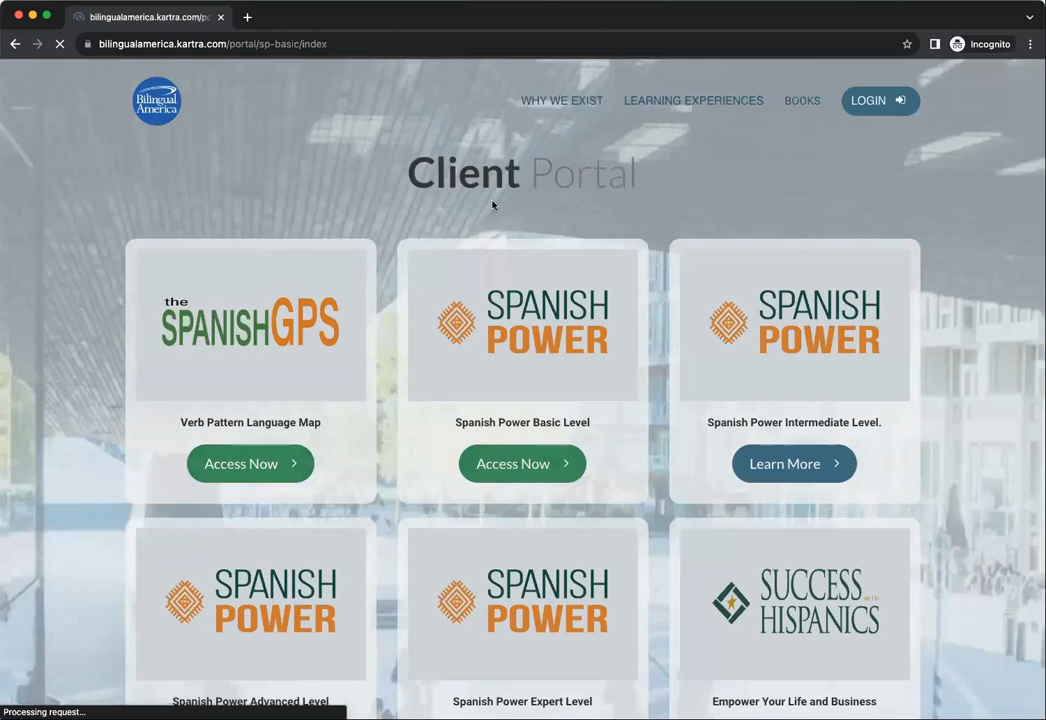 bilingualamerica.kartra.com/po
bilingualamerica.kartra.com/portal/sp-basic/index
Incognito
Bilingual
America
WHY WE EXIST
LEARNING EXPERIENCES
BOOKS
LOGIN
Client Portal
the
SPANISHGPS
SPANISH
POWER
SPANISH
POWER
Verb Pattern Language Map
Spanish Power Basic Level
Spanish Power Intermediate Level.
Access Now
Access Now
Learn More
SPANISH
POWER
SPANISH
POWER
SUCCESS WITH
HISPANICS
Spanish Power Advanced Level
Spanish Power Expert Level
Empower Your Life and Business
Processing request...